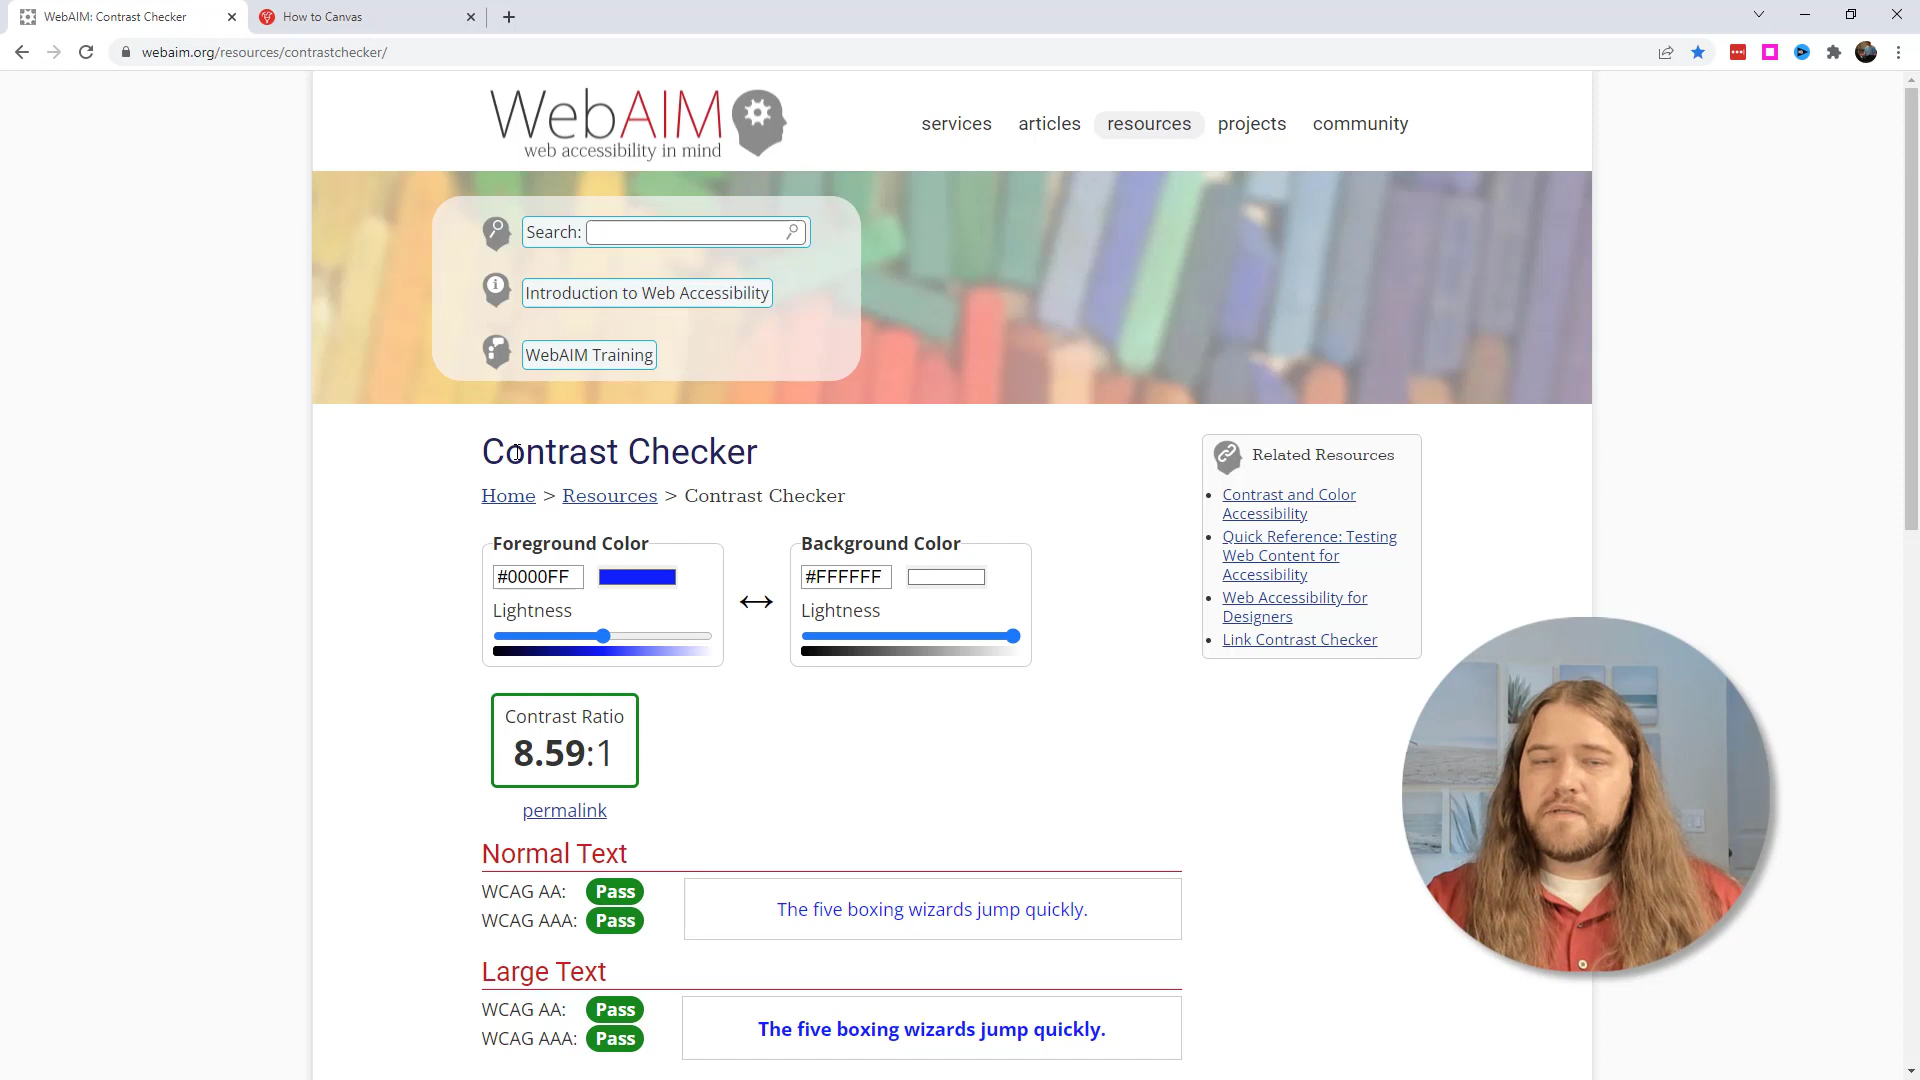 WebAIM: Contrast Checker
How to Canvas
webaim.org/resources/contrastchecker/
WebAIM
web accessibility in mind
services
articles
resources
projects
community
Search:
Introduction to Web Accessibility
WebAIM Training
Contrast Checker
Home > Resources > Contrast Checker
Foreground Color
#0000FF
Lightness
Background Color
#FFFFFF
Lightness
Contrast Ratio
8.59:1
permalink
Normal Text
WCAG AA: Pass
WCAG AAA: Pass
The five boxing wizards jump quickly.
Large Text
WCAG AA: Pass
WCAG AAA: Pass
The five boxing wizards jump quickly.
Related Resources
Contrast and Color
Accessibility
Quick Reference: Testing
Web Content for
Accessibility
Web Accessibility for
Designers
Link Contrast Checker